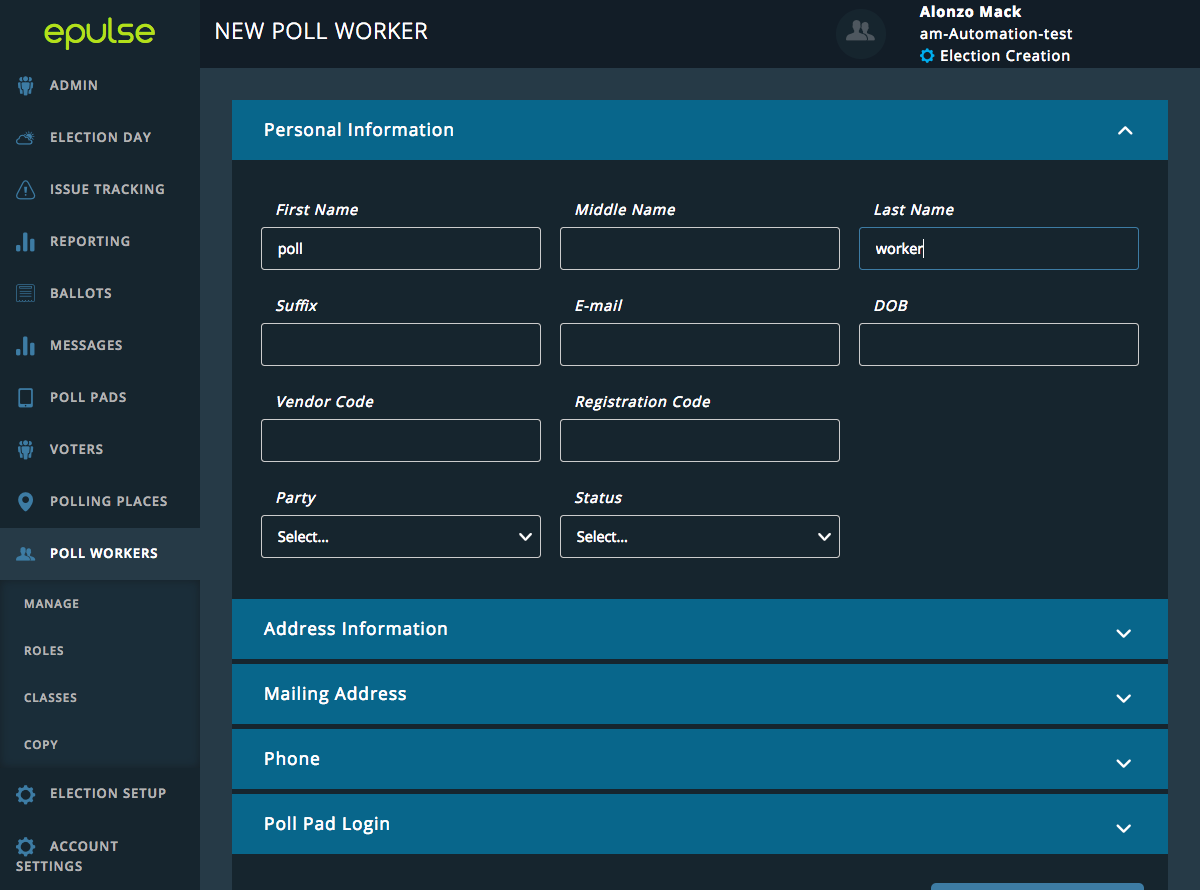 epulse
NEW POLL WORKER
Alonzo Mack
am-Automation-test
Election Creation
ADMIN
ELECTION DAY
ISSUE TRACKING
REPORTING
BALLOTS
MESSAGES
POLL PADS
VOTERS
POLLING PLACES
POLL WORKERS
MANAGE
ROLES
CLASSES
COPY
ELECTION SETUP
ACCOUNT
SETTINGS
Personal Information
First Name Middle Name Last Name
poll worker
Suffix E-mail DOB
Vendor Code Registration Code
Party Status
Select... Select...
Address Information
Mailing Address
Phone
Poll Pad Login